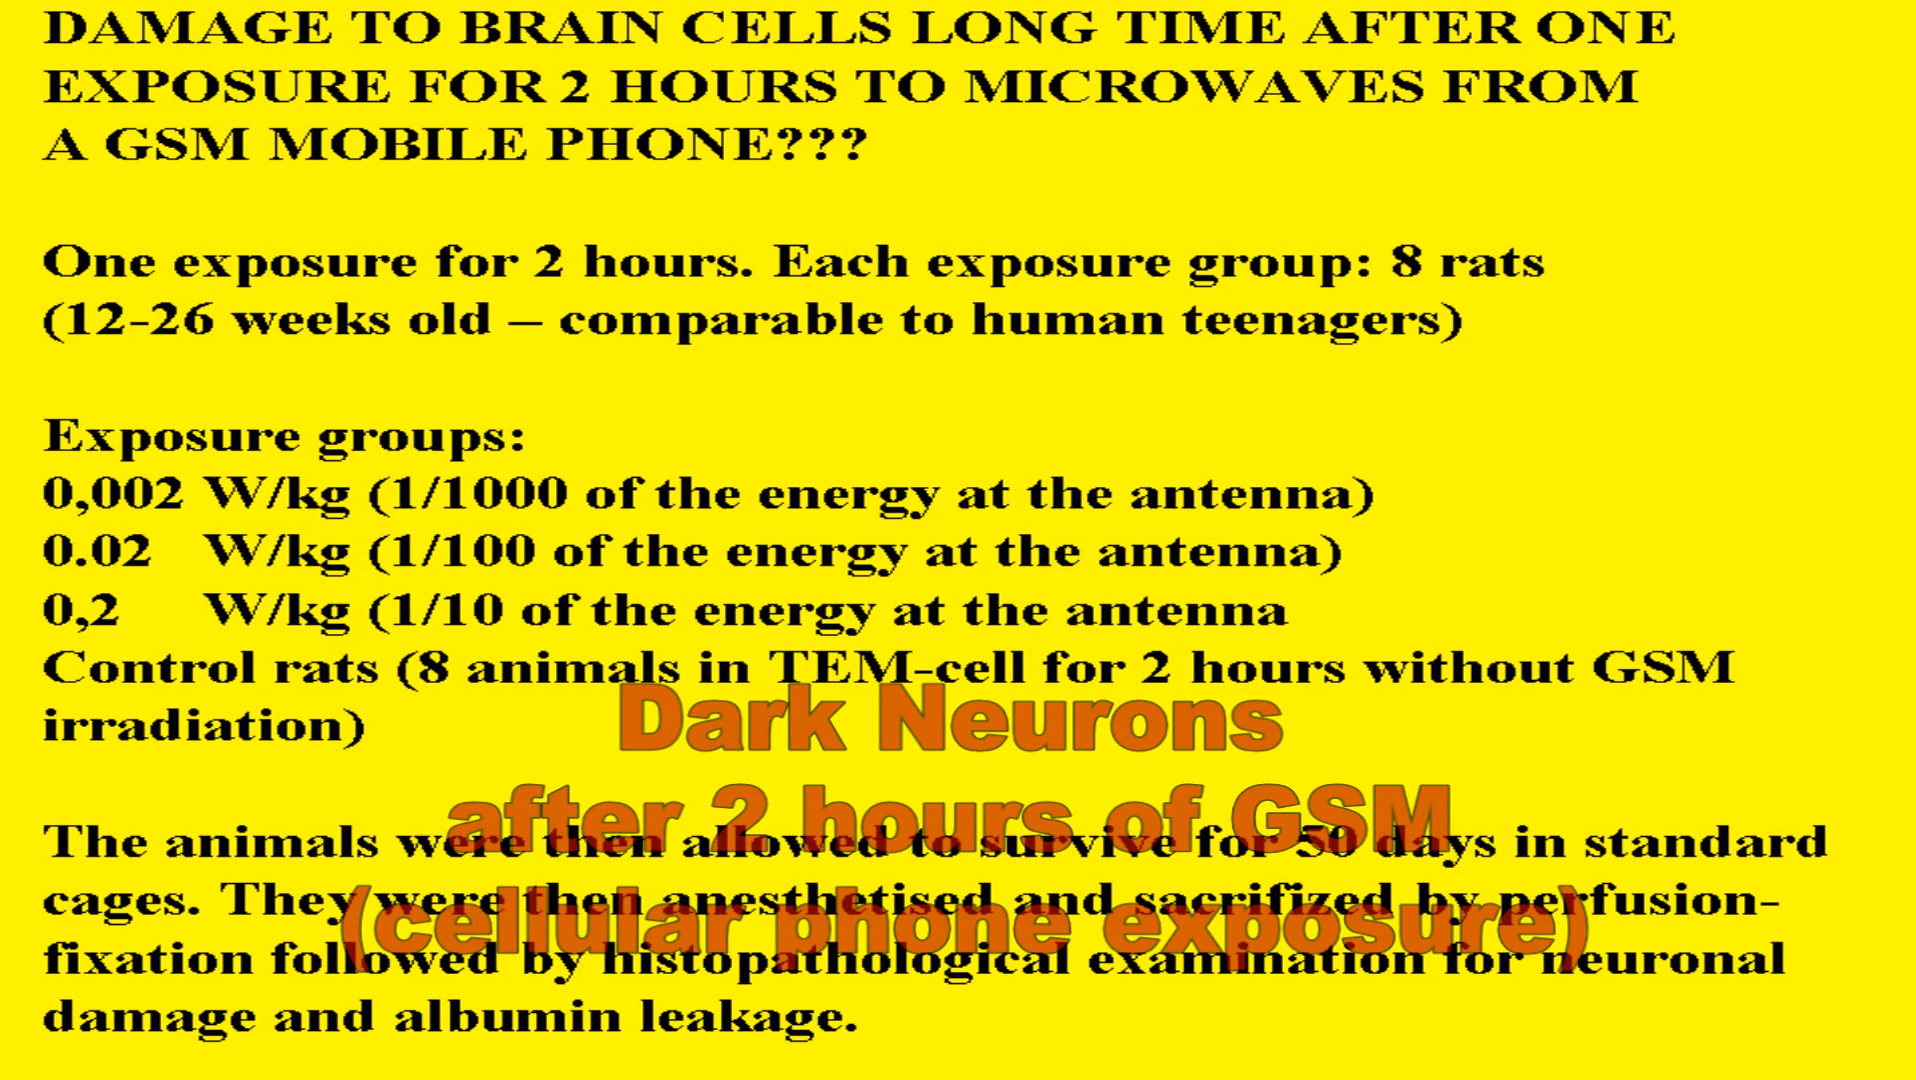 DAMAGE TO BRAIN CELLS LONG TIME AFTER ONE
EXPOSURE FOR 2 HOURS TO MICROWAVES FROM
A GSM MOBILE PHONE???
One exposure for 2 hours. Each exposure group: 8 rats
(12-26 weeks old – comparable to human teenagers)
Exposure groups:
0,002 W/kg (1/1000 of the energy at the antenna)
0.02 W/kg (1/100 of the energy at the antenna)
0,2 W/kg (1/10 of the energy at the antenna
Control rats (8 animals in TEM-cell for 2 hours without GSM
irradiation)
Dark Neurons
after 2 hours of GSM
(cellular phone exposure)
The animals were then allowed to survive for 50 days in standard
cages. They were then anesthetised and sacrifized by perfusion-
fixation followed by histopathological examination for neuronal
damage and albumin leakage.